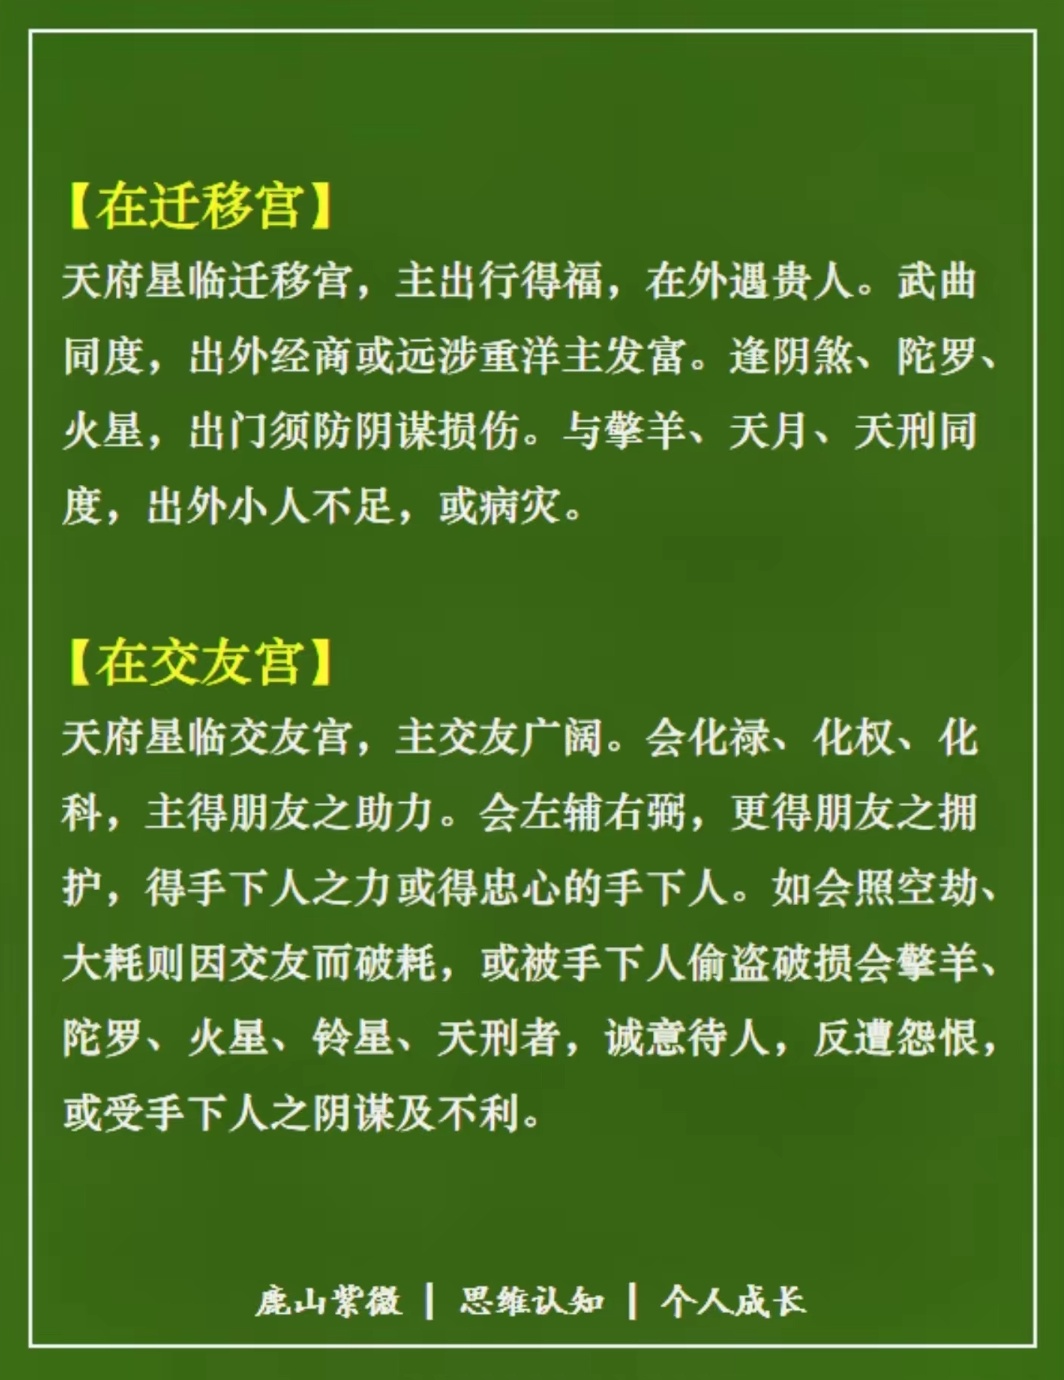 【在迁移宫】
天府星临迁移宫，主出行得福，在外遇贵人。武曲
同度，出外经商或远涉重洋主发富。逢阴煞、陀罗、
火星，出门须防阴谋损伤。与擎羊、天月、天刑同
度，出外小人不足，或病灾。
【在交友宫】
天府星临交友宫，主交友广阔。会化禄、化权、化
科，主得朋友之助力。会左辅右弼，更得朋友之拥
护，得手下人之力或得忠心的手下人。如会照空劫、
大耗则因交友而破耗，或被手下人偷盗破损会擎羊、
陀罗、火星、铃星、天刑者，诚意待人，反遭怨恨，
或受手下人之阴谋及不利。
鹿山紫微 | 思维认知 | 个人成长